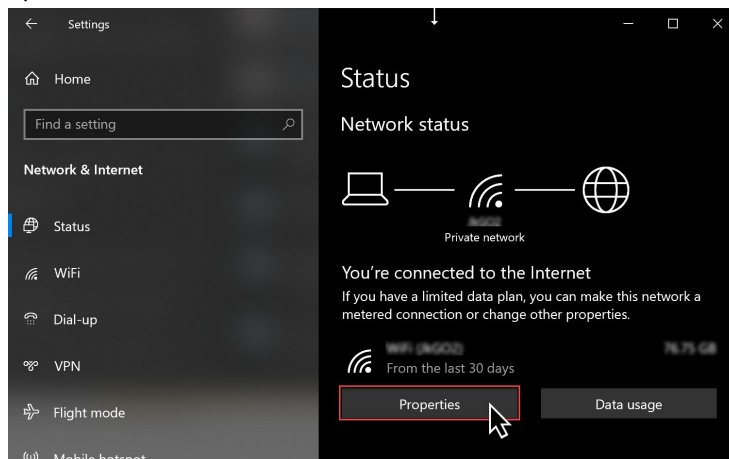 Settings
Home
Find a setting
Network & Internet
Status
WiFi
Dial-up
VPN
Flight mode
Mobile hotspot
Status
Network status
Private network
You're connected to the Internet
If you have a limited data plan, you can make this network a
metered connection or change other properties.
From the last 30 days
Properties
Data usage